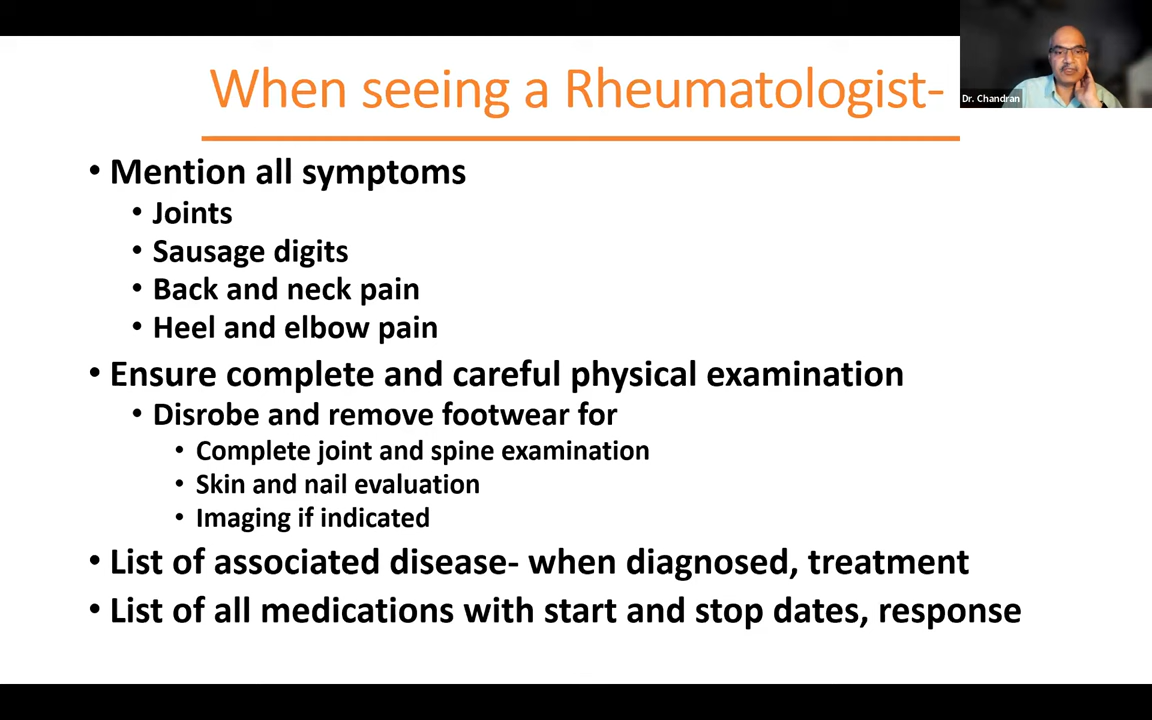 When seeing a Rheumatologist-
Dr. Chandran
• Mention all symptoms
• Joints
• Sausage digits
• Back and neck pain
• Heel and elbow pain
• Ensure complete and careful physical examination
• Disrobe and remove footwear for
• Complete joint and spine examination
• Skin and nail evaluation
• Imaging if indicated
• List of associated disease- when diagnosed, treatment
• List of all medications with start and stop dates, response